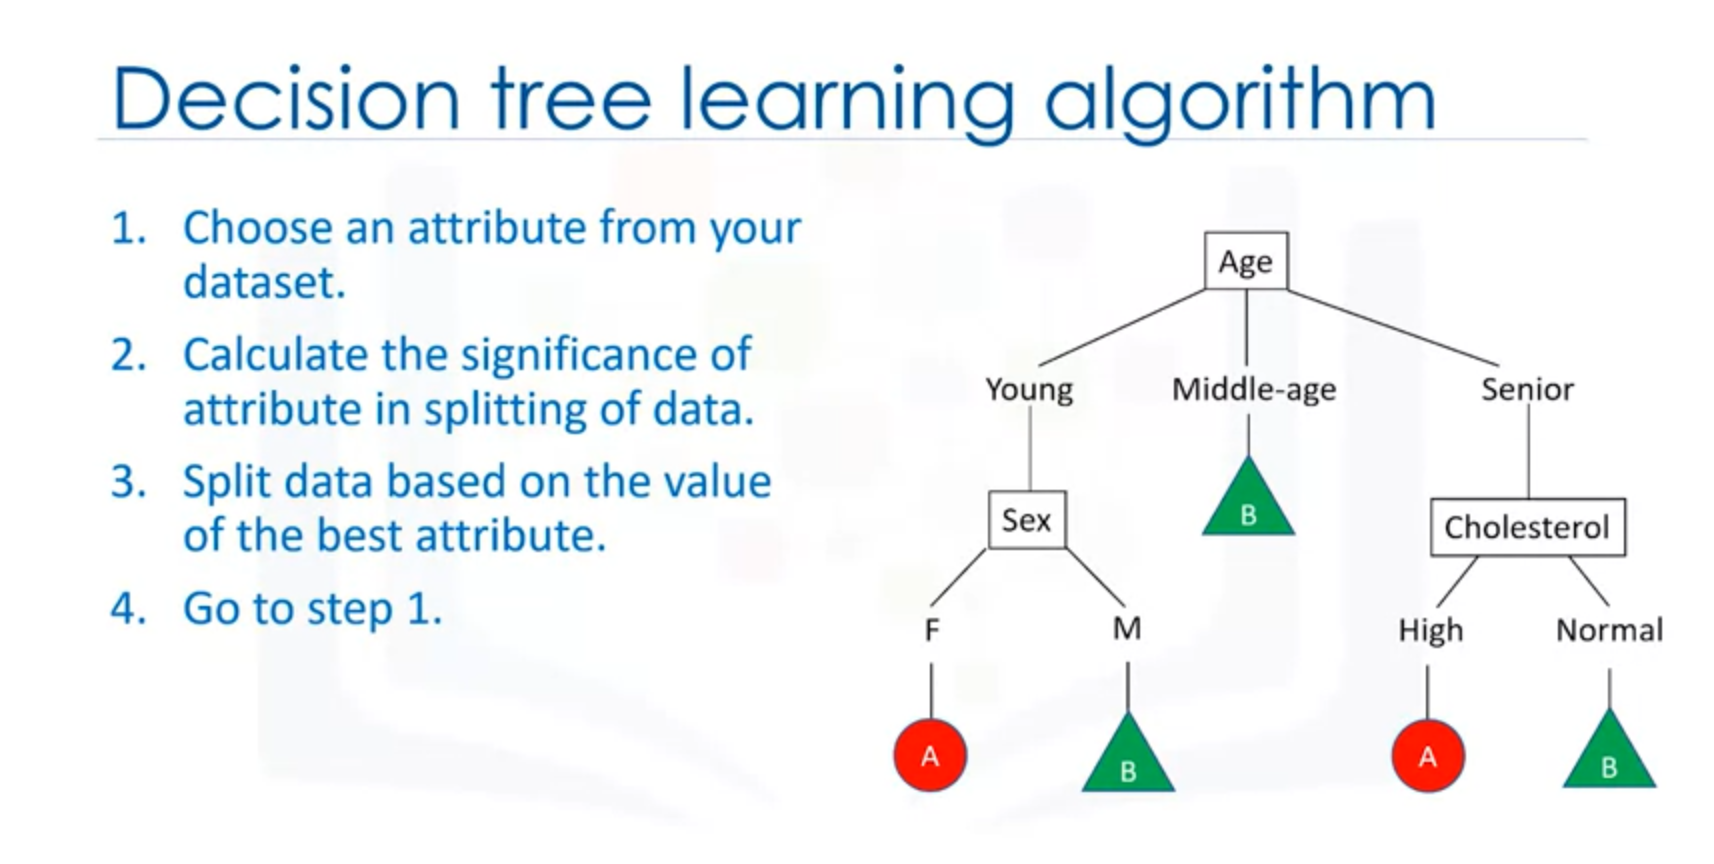 Decision tree learning algorithm
1. Choose an attribute from your
dataset.
2. Calculate the significance of
attribute in splitting of data.
3. Split data based on the value
of the best attribute.
4. Go to step 1.
Age
Young Middle-age Senior
B
Sex Cholesterol
F M High Normal
A B A B